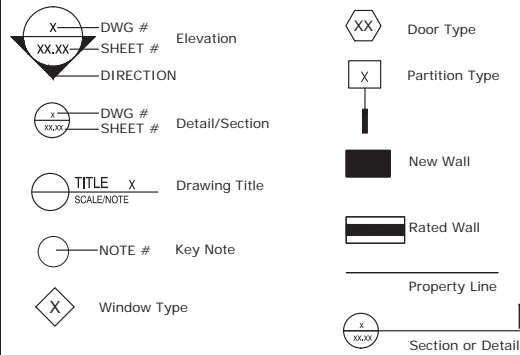 X DWG #
XX.XX SHEET # Elevation
DIRECTION
X DWG #
XX.XX SHEET # Detail/Section
TITLE X Drawing Title
SCALE/NOTE
NOTE # Key Note
X Window Type
XX Door Type
X Partition Type
New Wall
Rated Wall
Property Line
X
XX.XX
Section or Detail